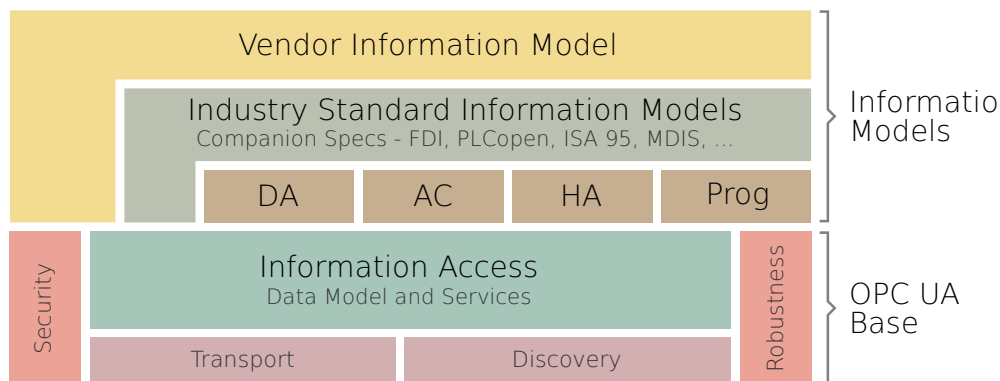 Vendor Information Model
Industry Standard Information Models
Companion Specs - FDI, PLCopen, ISA 95, MDIS, ...
DA
AC
HA
Prog
Informatio
Models
Security
Information Access
Data Model and Services
Robustness
OPC UA
Base
Transport
Discovery